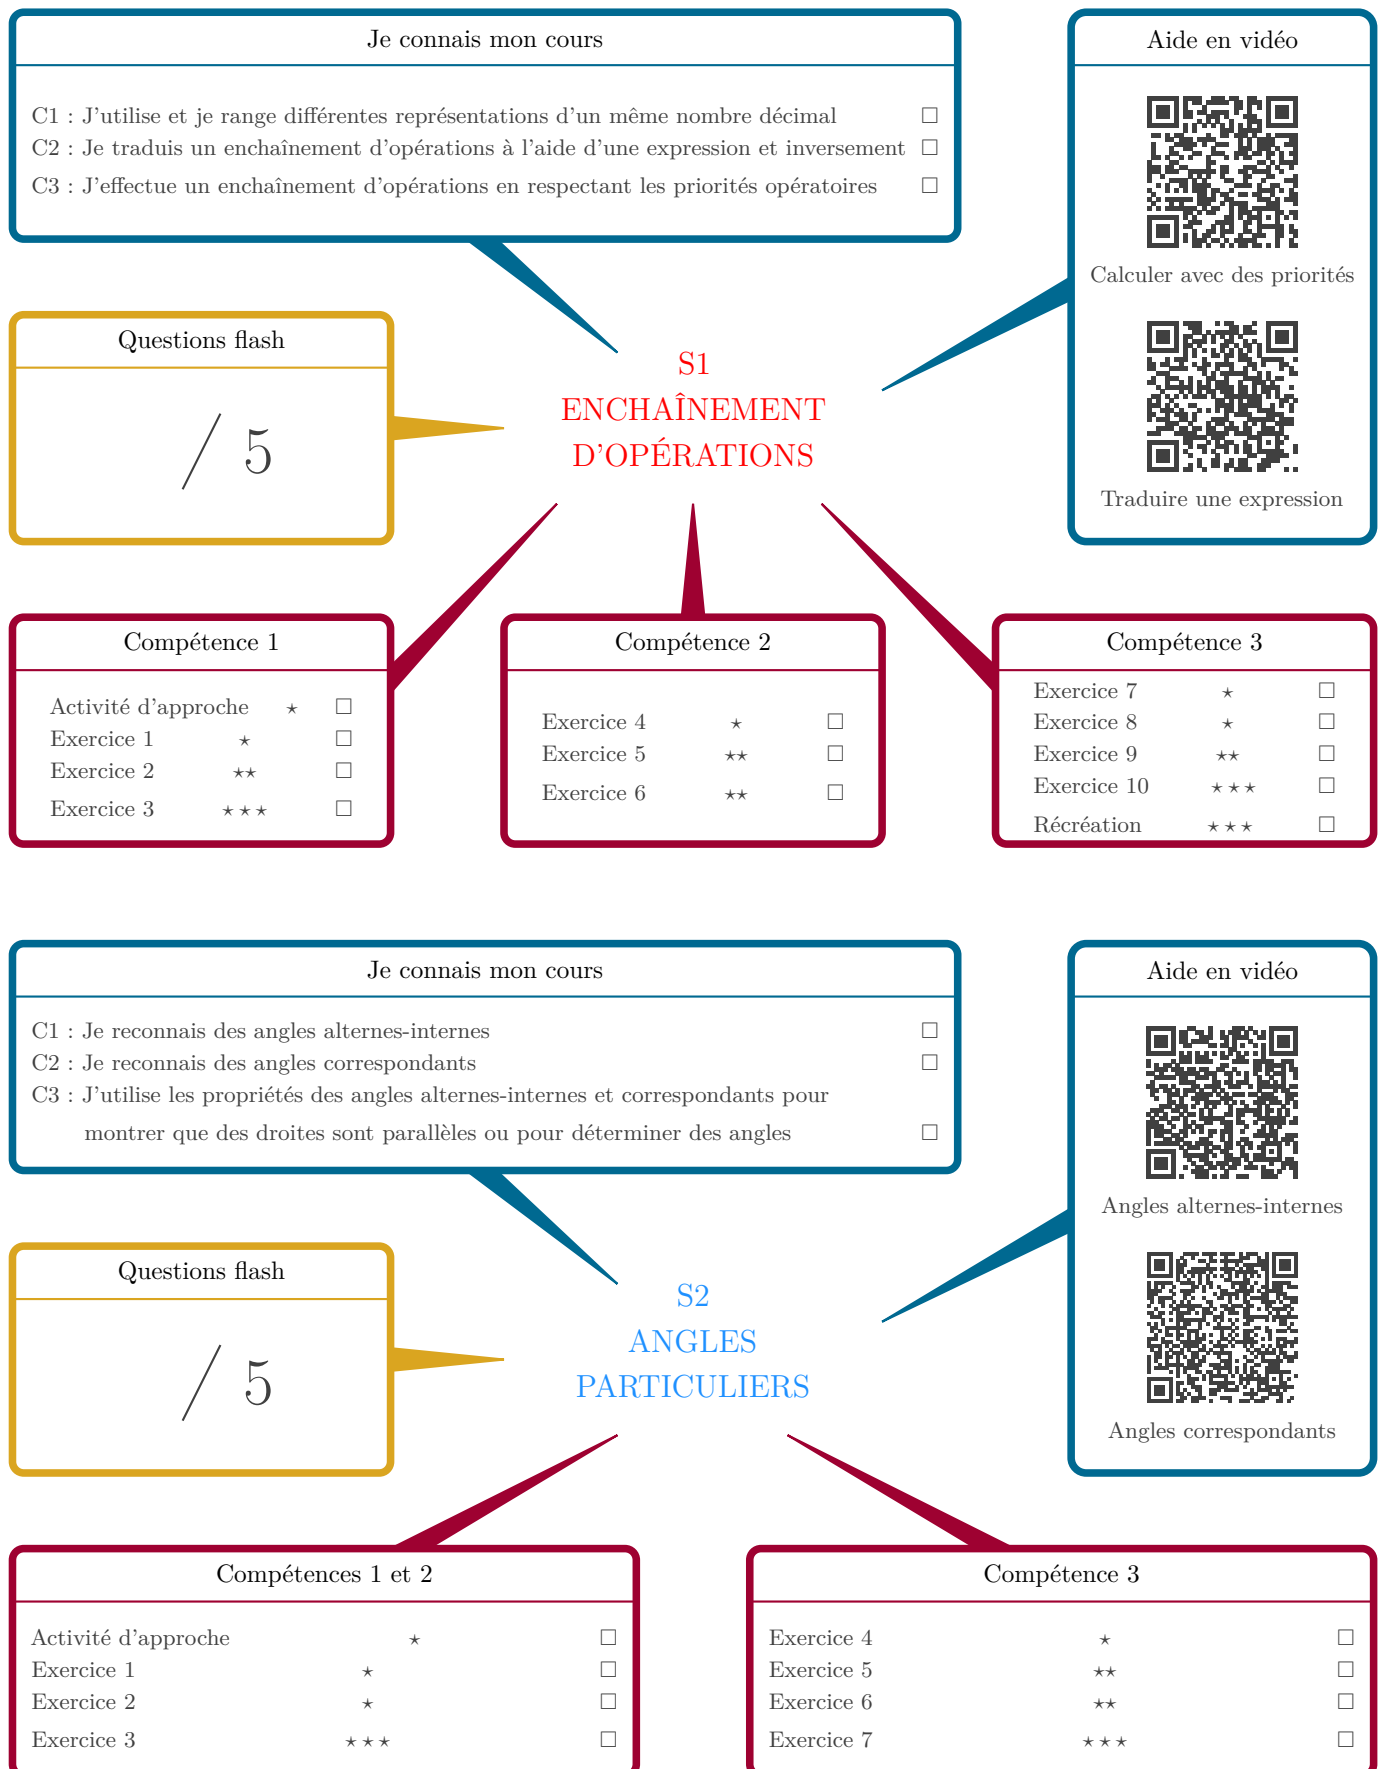 Je connais mon cours
C1 : J'utilise et je range différentes représentations d'un même nombre décimal □
C2 : Je traduis un enchaînement d'opérations à l'aide d'une expression et inversement □
C3 : J'effectue un enchaînement d'opérations en respectant les priorités opératoires □
Aide en vidéo
Calculer avec des priorités
Traduire une expression
Questions flash
/ 5
S1
ENCHAÎNEMENT
D'OPÉRATIONS
Compétence 1
Activité d'approche ⋆ □
Exercice 1 ⋆ □
Exercice 2 ⋆⋆ □
Exercice 3 ⋆ ⋆ ⋆ □
Compétence 2
Exercice 4 ⋆ □
Exercice 5 ⋆⋆ □
Exercice 6 ⋆⋆ □
Compétence 3
Exercice 7 ⋆ □
Exercice 8 ⋆ □
Exercice 9 ⋆⋆ □
Exercice 10 ⋆ ⋆ ⋆ □
Récréation ⋆ ⋆ ⋆ □
Je connais mon cours
C1 : Je reconnais des angles alternes-internes □
C2 : Je reconnais des angles correspondants □
C3 : J'utilise les propriétés des angles alternes-internes et correspondants pour
montrer que des droites sont parallèles ou pour déterminer des angles □
Aide en vidéo
Angles alternes-internes
Angles correspondants
Questions flash
/ 5
S2
ANGLES
PARTICULIERS
Compétences 1 et 2
Activité d'approche ⋆ □
Exercice 1 ⋆ □
Exercice 2 ⋆ □
Exercice 3 ⋆ ⋆ ⋆ □
Compétence 3
Exercice 4 ⋆ □
Exercice 5 ⋆⋆ □
Exercice 6 ⋆⋆ □
Exercice 7 ⋆ ⋆ ⋆ □